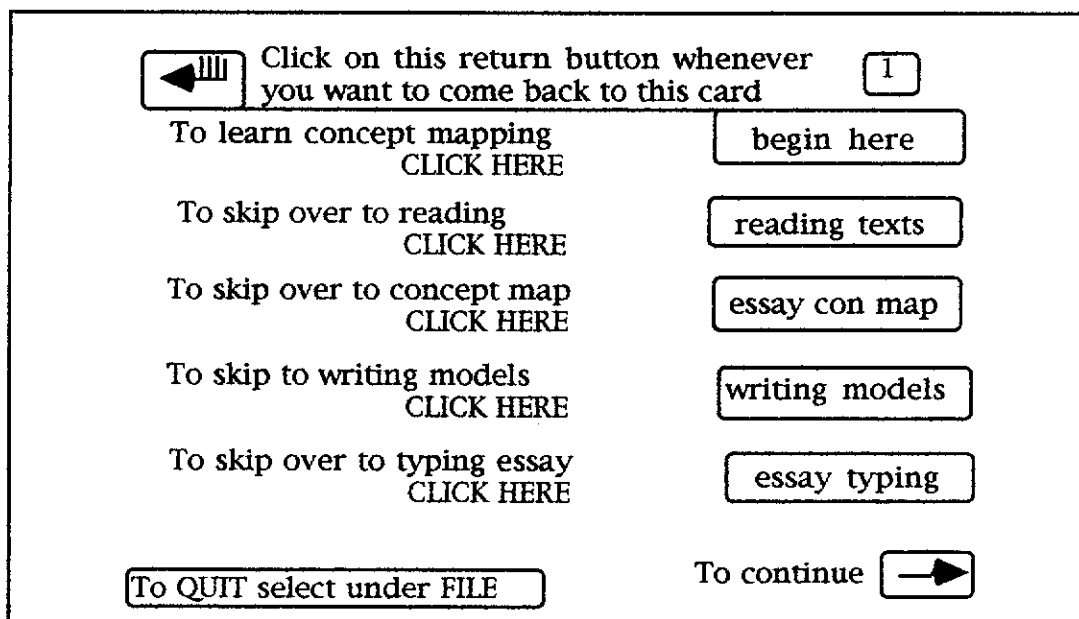 Click on this return button whenever
you want to come back to this card
1
To learn concept mapping
CLICK HERE
begin here
To skip over to reading
CLICK HERE
reading texts
To skip over to concept map
CLICK HERE
essay con map
To skip to writing models
CLICK HERE
writing models
To skip over to typing essay
CLICK HERE
essay typing
To QUIT select under FILE
To continue